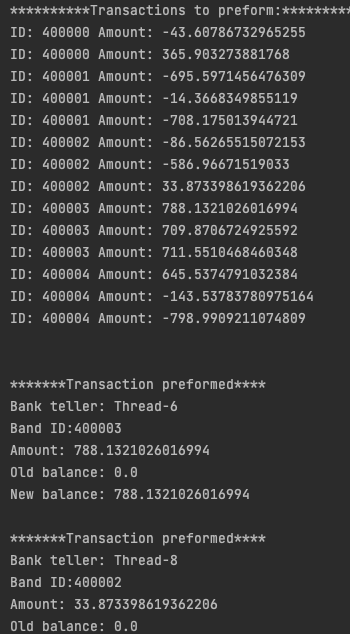 **********Transactions to preform:*********
ID: 400000 Amount: -43.60786732965255
ID: 400000 Amount: 365.903273881768
ID: 400001 Amount: -695.5971456476309
ID: 400001 Amount: -14.3668349855119
ID: 400001 Amount: -708.175013944721
ID: 400002 Amount: -86.56265515072153
ID: 400002 Amount: -586.96671519033
ID: 400002 Amount: 33.873398619362206
ID: 400003 Amount: 788.1321026016994
ID: 400003 Amount: 709.8706724925592
ID: 400003 Amount: 711.5510468460348
ID: 400004 Amount: 645.5374791032384
ID: 400004 Amount: -143.53783780975164
ID: 400004 Amount: -798.9909211074809
*******Transaction preformed****
Bank teller: Thread-6
Band ID:400003
Amount: 788.1321026016994
Old balance: 0.0
New balance: 788.1321026016994
*******Transaction preformed****
Bank teller: Thread-8
Band ID:400002
Amount: 33.873398619362206
Old balance: 0.0